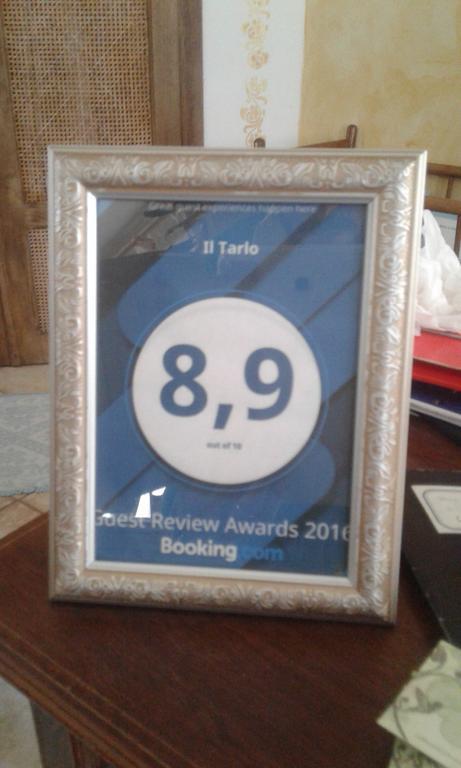 Great guest experiences happen here
Il Tarlo
8,9
out of 10
Guest Review Awards 2016
Booking.com